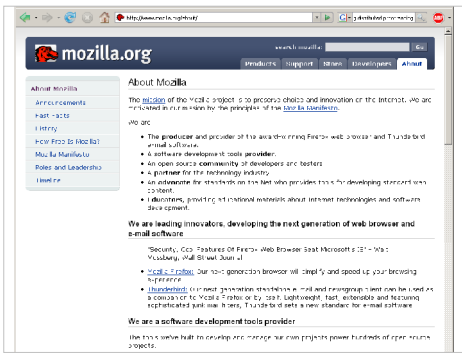 http://www.mozilla.org/about/
mozilla.org
search mozilla:
Go
Products Support Store Developers About
About Mozilla
Announcements
Fast Facts
History
How Free Is Mozilla?
Mozilla Manifesto
Roles and Leadership
Timeline
About Mozilla
The mission of the Mozilla project is to preserve choice and innovation on the Internet. We are
motivated in our mission by the principles of the Mozilla Manifesto.
We are
• The producer and provider of the award-winning Firefox web browser and Thunderbird
e-mail software.
• A software development tools provider.
• An open source community of developers and testers
• A partner for the technology industry
• An advocate for standards on the Net who provides tools for developing standard web
content.
• Educators, providing educational materials about Internet technologies and software
development.
We are leading innovators, developing the next generation of web browser and
e-mail software
"Security, Cool Features Of Firefox Web Browser Beat Microsoft's IE" - Walt
Mossberg, Wall Street Journal
• Mozilla Firefox: Our next generation browser will simplify and speed up your browsing
experience
• Thunderbird: Our next generation standalone e-mail and newsgroup client can be used as
a companion to Mozilla Firefox or by itself. Lightweight, fast, extensible and featuring
sophisticated junk mail filters, Thunderbird sets a new standard for e-mail software
We are a software development tools provider
The tools we've built to develop and manage our own projects power hundreds of open source
projects.